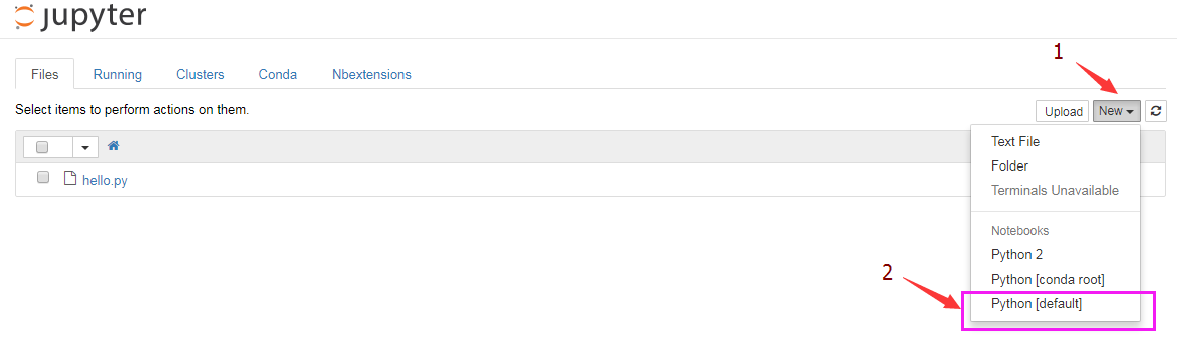 jupyter
1
Files Running Clusters Conda Nbextensions
Select items to perform actions on them.
Upload New
Text File
Folder
hello.py
Terminals Unavailable
Notebooks
Python 2
2
Python [conda root]
Python [default]